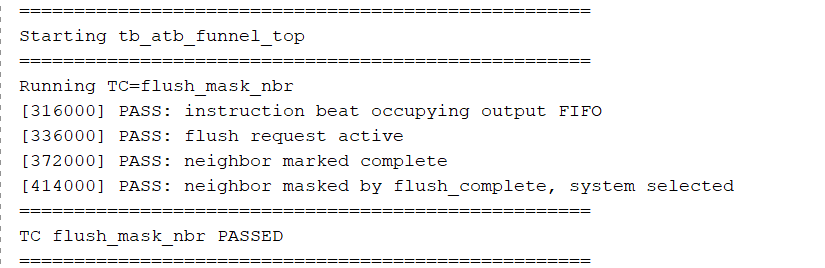 ====================================================
Starting tb_atb_funnel_top
====================================================
Running TC=flush_mask_nbr
[316000] PASS: instruction beat occupying output FIFO
[336000] PASS: flush request active
[372000] PASS: neighbor marked complete
[414000] PASS: neighbor masked by flush_complete, system selected
====================================================
TC flush_mask_nbr PASSED
====================================================